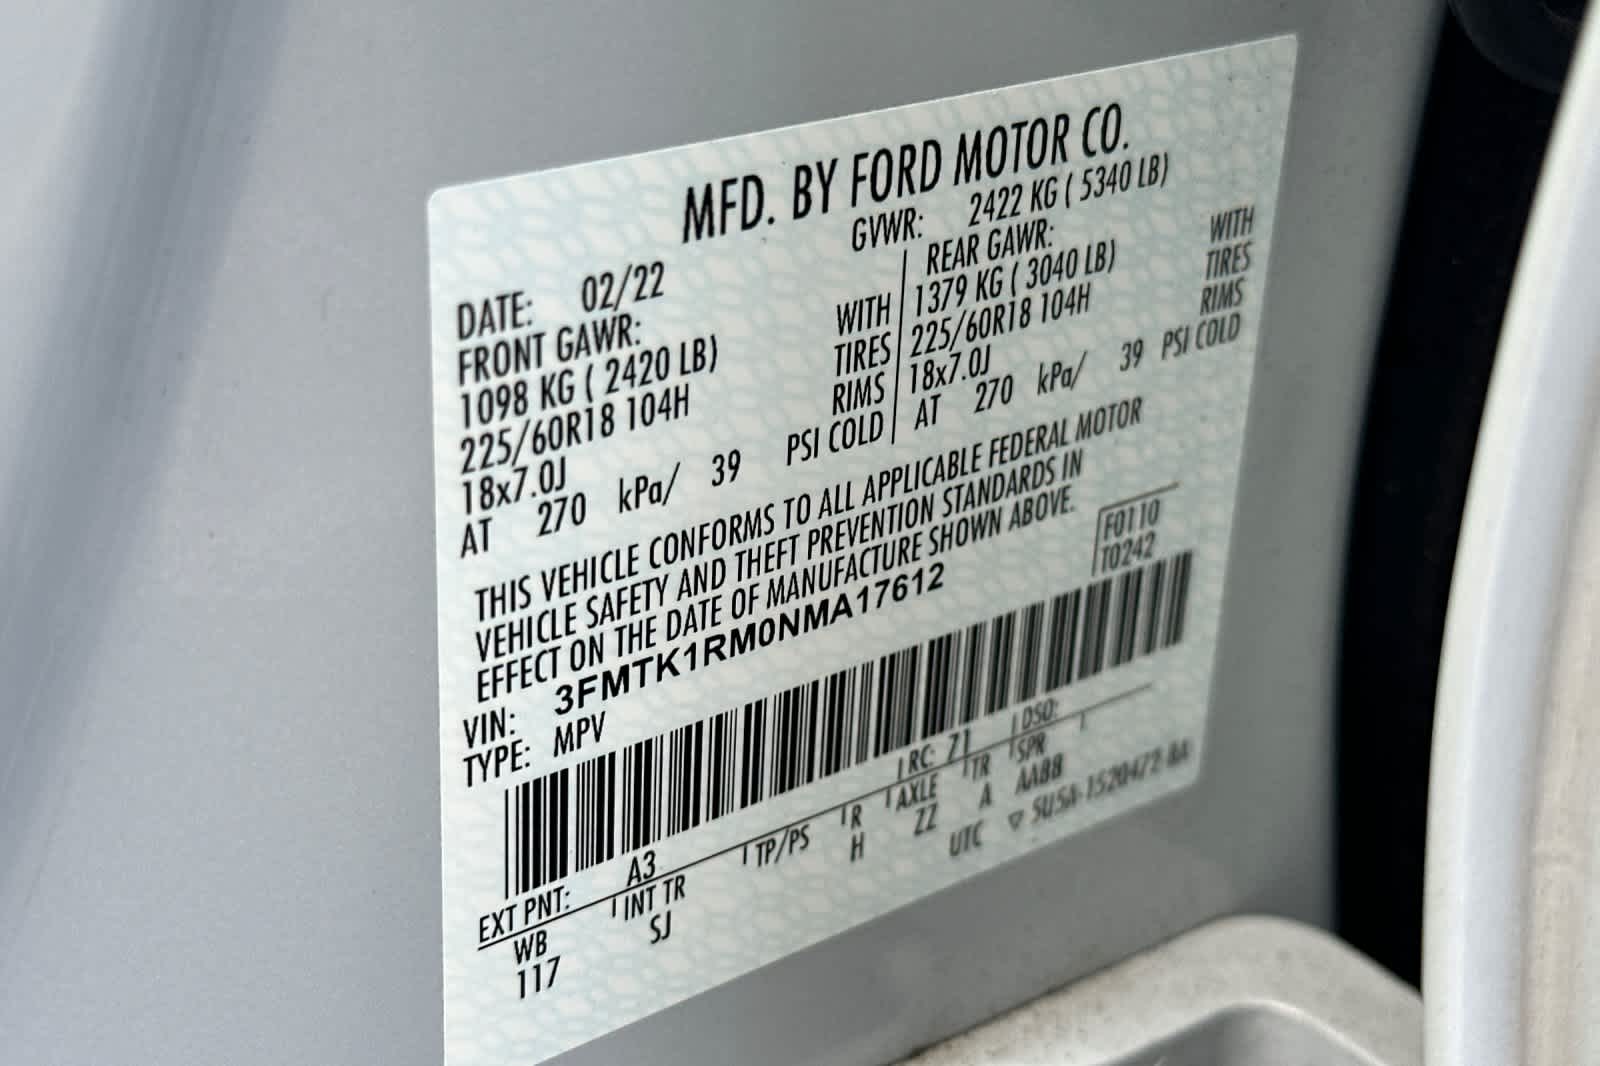 MFD. BY FORD MOTOR CO.
DATE: 02/22 GVWR: 2422 KG ( 5340 LB)
FRONT GAWR: REAR GAWR:
1098 KG ( 2420 LB) WITH 1379 KG ( 3040 LB) WITH
225/60R18 104H TIRES 225/60R18 104H TIRES
18x7.0J RIMS 18x7.0J RIMS
AT 270 kPa/ 39 PSI COLD AT 270 kPa/ 39 PSI COLD
THIS VEHICLE CONFORMS TO ALL APPLICABLE FEDERAL MOTOR
VEHICLE SAFETY AND THEFT PREVENTION STANDARDS IN
EFFECT ON THE DATE OF MANUFACTURE SHOWN ABOVE.
F0110
T0242
VIN: 3FMTK1RM0NMA17612
TYPE: MPV
EXT PNT: A3 RC: Z1 DSO:
WB INT TR TP/PS R AXLE TR SPR
117 SJ H ZZ A AA88
UTC ▽ 5U5A-1520472-BA